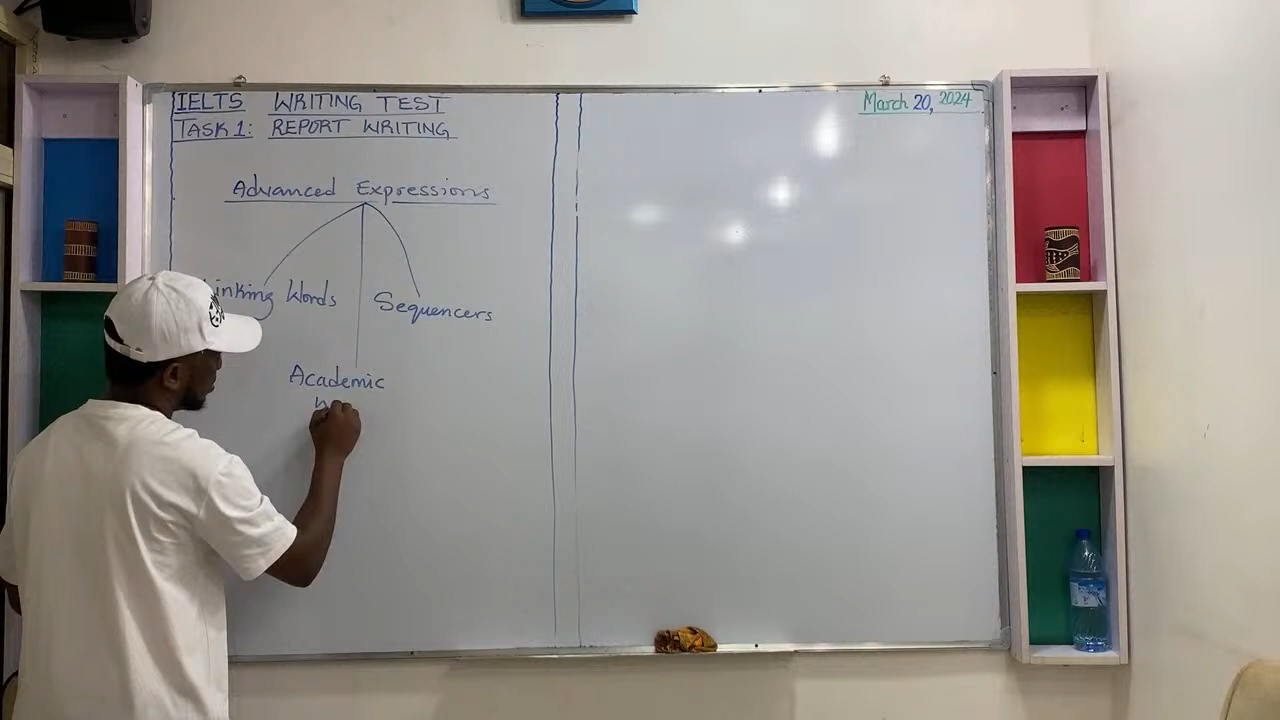 IELTS WRITING TEST
TASK 1: REPORT WRITING
March 20, 2024
Advanced Expressions
Linking Words
Sequencers
Academic